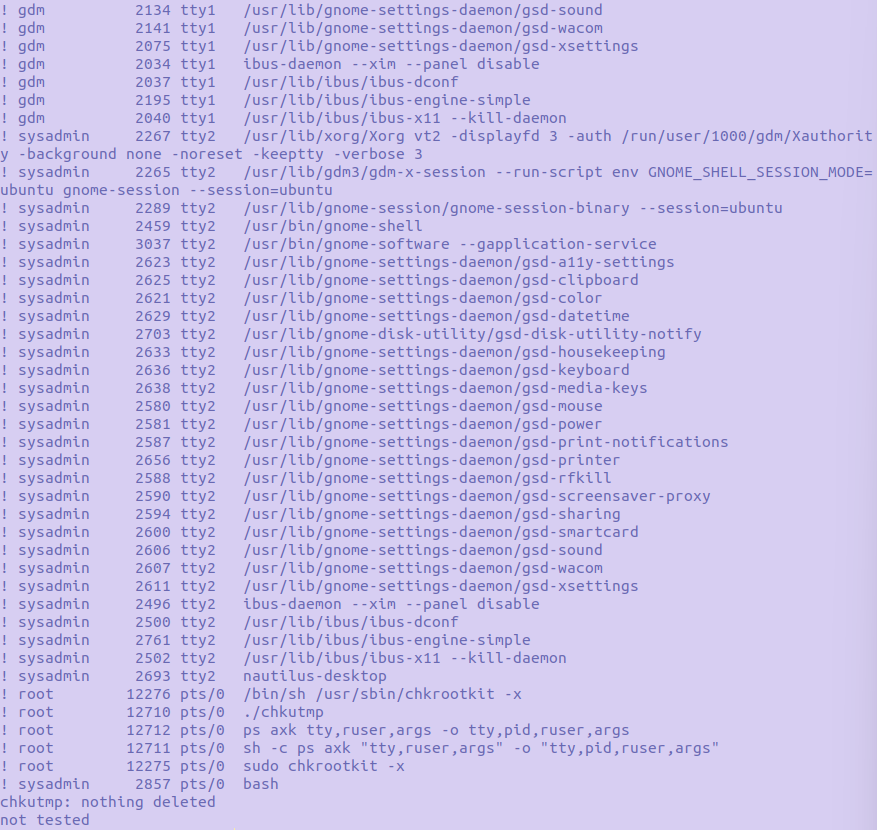 ! gdm          2134 tty1   /usr/lib/gnome-settings-daemon/gsd-sound
! gdm          2141 tty1   /usr/lib/gnome-settings-daemon/gsd-wacom
! gdm          2075 tty1   /usr/lib/gnome-settings-daemon/gsd-xsettings
! gdm          2034 tty1   ibus-daemon --xim --panel disable
! gdm          2037 tty1   /usr/lib/ibus/ibus-dconf
! gdm          2195 tty1   /usr/lib/ibus/ibus-engine-simple
! gdm          2040 tty1   /usr/lib/ibus/ibus-x11 --kill-daemon
! sysadmin     2267 tty2   /usr/lib/xorg/Xorg vt2 -displayfd 3 -auth /run/user/1000/gdm/Xauthorit
y -background none -noreset -keeptty -verbose 3
! sysadmin     2265 tty2   /usr/lib/gdm3/gdm-x-session --run-script env GNOME_SHELL_SESSION_MODE=
ubuntu gnome-session --session=ubuntu
! sysadmin     2289 tty2   /usr/lib/gnome-session/gnome-session-binary --session=ubuntu
! sysadmin     2459 tty2   /usr/bin/gnome-shell
! sysadmin     3037 tty2   /usr/bin/gnome-software --gapplication-service
! sysadmin     2623 tty2   /usr/lib/gnome-settings-daemon/gsd-a11y-settings
! sysadmin     2625 tty2   /usr/lib/gnome-settings-daemon/gsd-clipboard
! sysadmin     2621 tty2   /usr/lib/gnome-settings-daemon/gsd-color
! sysadmin     2629 tty2   /usr/lib/gnome-settings-daemon/gsd-datetime
! sysadmin     2703 tty2   /usr/lib/gnome-disk-utility/gsd-disk-utility-notify
! sysadmin     2633 tty2   /usr/lib/gnome-settings-daemon/gsd-housekeeping
! sysadmin     2636 tty2   /usr/lib/gnome-settings-daemon/gsd-keyboard
! sysadmin     2638 tty2   /usr/lib/gnome-settings-daemon/gsd-media-keys
! sysadmin     2580 tty2   /usr/lib/gnome-settings-daemon/gsd-mouse
! sysadmin     2581 tty2   /usr/lib/gnome-settings-daemon/gsd-power
! sysadmin     2587 tty2   /usr/lib/gnome-settings-daemon/gsd-print-notifications
! sysadmin     2656 tty2   /usr/lib/gnome-settings-daemon/gsd-printer
! sysadmin     2588 tty2   /usr/lib/gnome-settings-daemon/gsd-rfkill
! sysadmin     2590 tty2   /usr/lib/gnome-settings-daemon/gsd-screensaver-proxy
! sysadmin     2594 tty2   /usr/lib/gnome-settings-daemon/gsd-sharing
! sysadmin     2600 tty2   /usr/lib/gnome-settings-daemon/gsd-smartcard
! sysadmin     2606 tty2   /usr/lib/gnome-settings-daemon/gsd-sound
! sysadmin     2607 tty2   /usr/lib/gnome-settings-daemon/gsd-wacom
! sysadmin     2611 tty2   /usr/lib/gnome-settings-daemon/gsd-xsettings
! sysadmin     2496 tty2   ibus-daemon --xim --panel disable
! sysadmin     2500 tty2   /usr/lib/ibus/ibus-dconf
! sysadmin     2761 tty2   /usr/lib/ibus/ibus-engine-simple
! sysadmin     2502 tty2   /usr/lib/ibus/ibus-x11 --kill-daemon
! sysadmin     2693 tty2   nautilus-desktop
! root        12276 pts/0  /bin/sh /usr/sbin/chkrootkit -x
! root        12710 pts/0  ./chkutmp
! root        12712 pts/0  ps axk tty,ruser,args -o tty,pid,ruser,args
! root        12711 pts/0  sh -c ps axk "tty,ruser,args" -o "tty,pid,ruser,args"
! root        12275 pts/0  sudo chkrootkit -x
! sysadmin     2857 pts/0  bash
chkutmp: nothing deleted
not tested